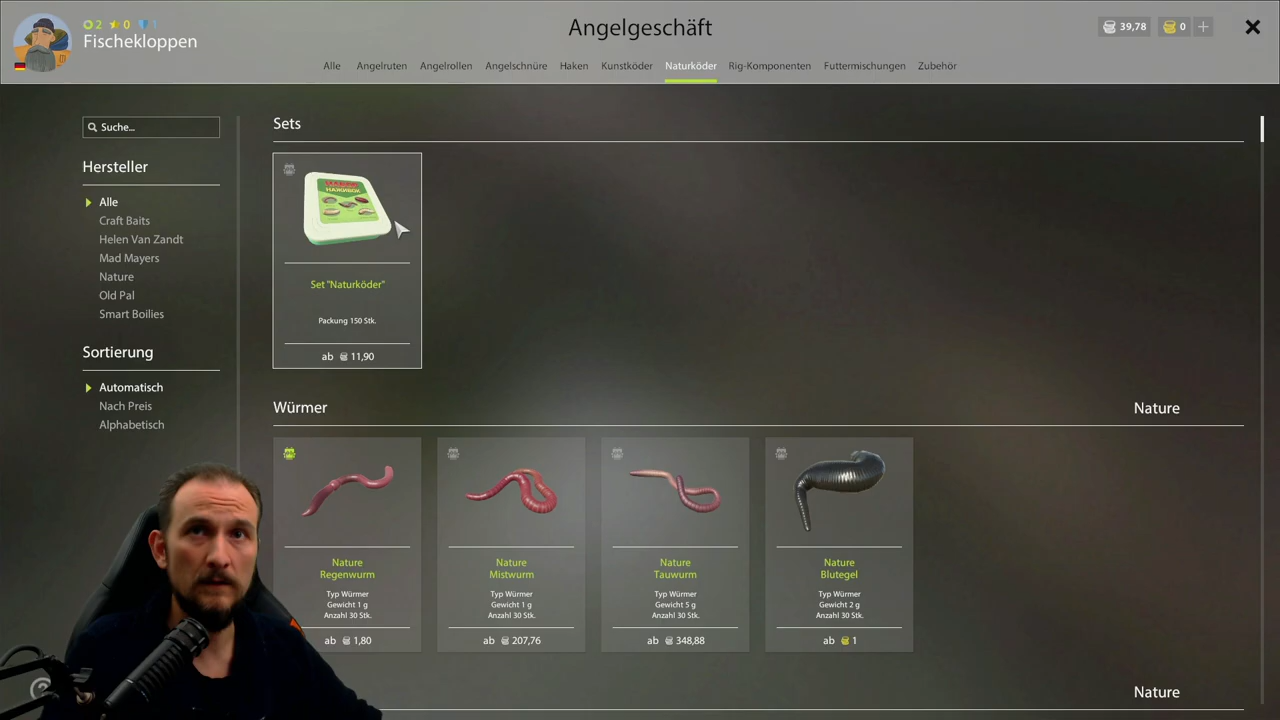 2 0 1
Fischekloppen
Angelgeschäft
39,78 0 +
Alle Angelruten Angelrollen Angelschnüre Haken Kunstköder Naturköder Rig-Komponenten Futtermischungen Zubehör
Suche...
Hersteller
Alle
Craft Baits
Helen Van Zandt
Mad Mayers
Nature
Old Pal
Smart Boilies
Sortierung
Automatisch
Nach Preis
Alphabetisch
Sets
НАЖИВОК
Set "Naturköder"
Packung 150 Stk.
ab 11,90
Würmer Nature
Nature
Regenwurm
Typ Würmer
Gewicht 1 g
Anzahl 30 Stk.
ab 1,80
Nature
Mistwurm
Typ Würmer
Gewicht 1 g
Anzahl 30 Stk.
ab 207,76
Nature
Tauwurm
Typ Würmer
Gewicht 5 g
Anzahl 30 Stk.
ab 348,88
Nature
Blutegel
Typ Würmer
Gewicht 2 g
Anzahl 30 Stk.
ab 1
Nature